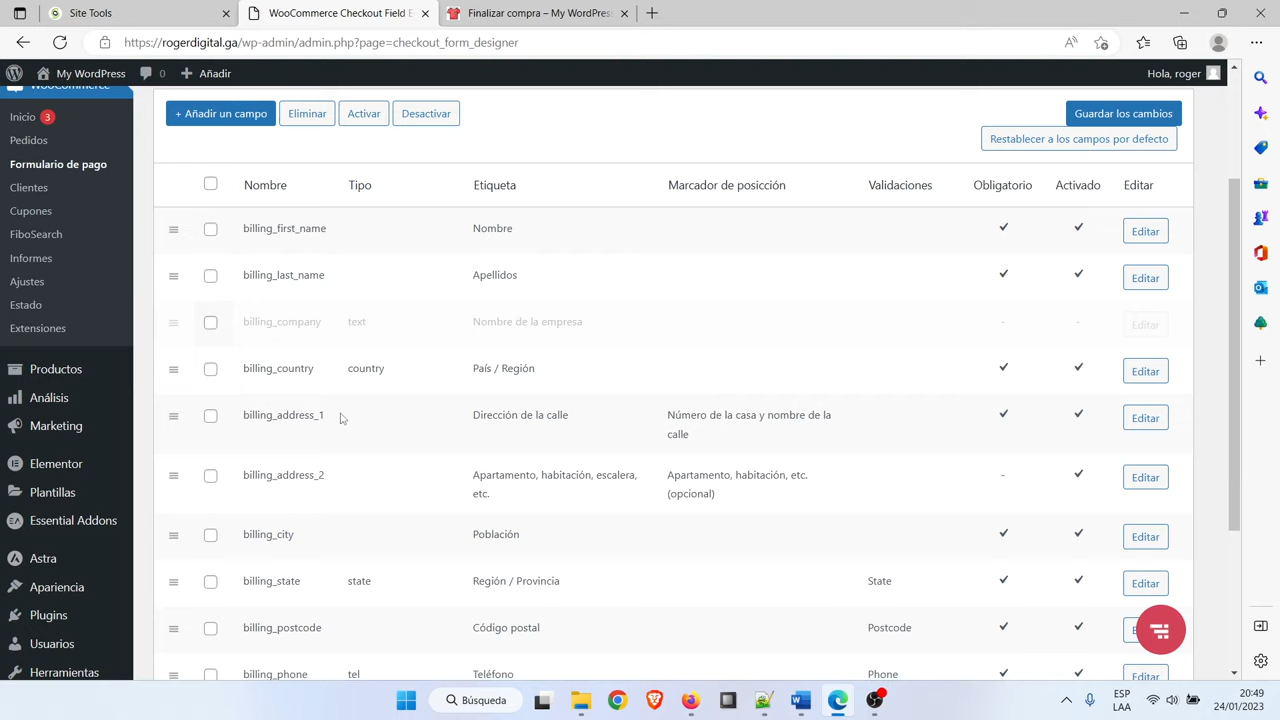 Site Tools
WooCommerce Checkout Field E
Finalizar compra – My WordPress
https://rogerdigital.ga/wp-admin/admin.php?page=checkout_form_designer
My WordPress
0
Añadir
Hola, roger
WooCommerce
Inicio 3
Pedidos
Formulario de pago
Clientes
Cupones
FiboSearch
Informes
Ajustes
Estado
Extensiones
Productos
Análisis
Marketing
Elementor
Plantillas
Essential Addons
Astra
Apariencia
Plugins
Usuarios
Herramientas
+ Añadir un campo
Eliminar
Activar
Desactivar
Guardar los cambios
Restablecer a los campos por defecto
Nombre Tipo Etiqueta Marcador de posición Validaciones Obligatorio Activado Editar
billing_first_name Nombre Editar
billing_last_name Apellidos Editar
billing_company text Nombre de la empresa - - Editar
billing_country country País / Región Editar
billing_address_1 Dirección de la calle Número de la casa y nombre de la Editar
calle
billing_address_2 Apartamento, habitación, escalera, Apartamento, habitación, etc. - Editar
etc. (opcional)
billing_city Población Editar
billing_state state Región / Provincia State Editar
billing_postcode Código postal Postcode
billing_phone tel Teléfono Phone Editar
Búsqueda
ESP
LAA
20:49
24/01/2023